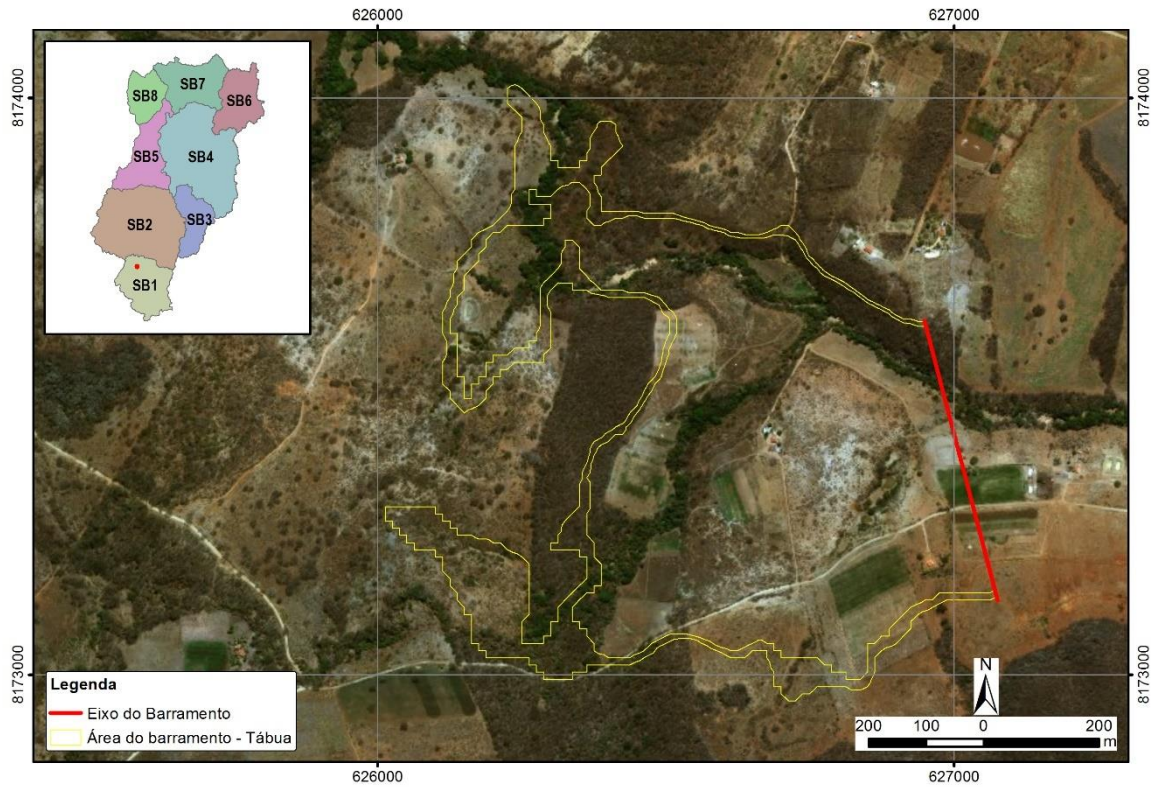 626000
627000
8174000
8174000
SB7
SB8
SB6
SB5
SB4
SB2
SB3
SB1
8173000
8173000
Legenda
Eixo do Barramento
Área do barramento - Tábua
N
200 100 0 200
m
626000
627000